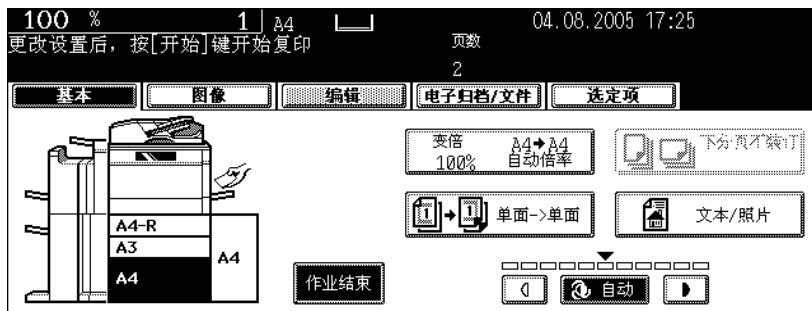 100 % 1 A4 04.08.2005 17:25
更改设置后，按[开始]键开始复印 页数
2
基本 图像 编辑 电子归档/文件 选定项
变倍 A4→A4
100% 自动倍率
不分页不装订
1→1 单面->单面
文本/照片
A4-R
A3
A4
A4
作业结束
自动